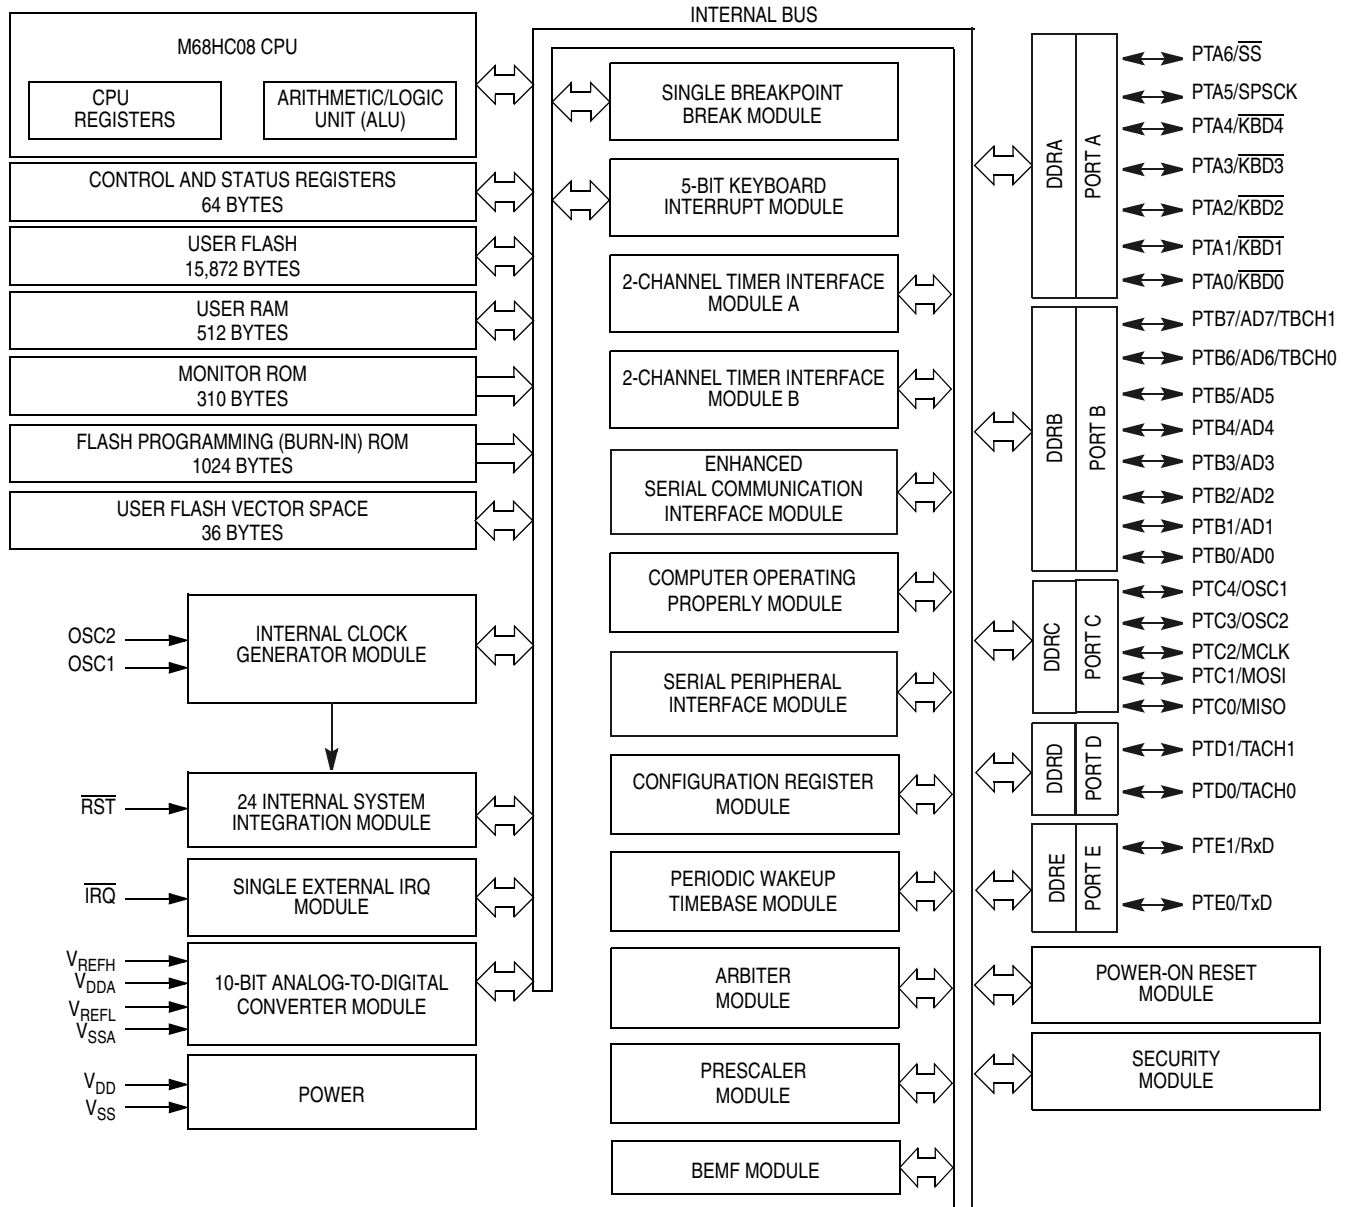 INTERNAL BUS
M68HC08 CPU
CPU
REGISTERS
ARITHMETIC/LOGIC
UNIT (ALU)
CONTROL AND STATUS REGISTERS
64 BYTES
USER FLASH
15,872 BYTES
USER RAM
512 BYTES
MONITOR ROM
310 BYTES
FLASH PROGRAMMING (BURN-IN) ROM
1024 BYTES
USER FLASH VECTOR SPACE
36 BYTES
OSC2
OSC1
INTERNAL CLOCK
GENERATOR MODULE
RST
24 INTERNAL SYSTEM
INTEGRATION MODULE
IRQ
SINGLE EXTERNAL IRQ
MODULE
VREFH
VDDA
VREFL
VSSA
10-BIT ANALOG-TO-DIGITAL
CONVERTER MODULE
VDD
VSS
POWER
SINGLE BREAKPOINT
BREAK MODULE
5-BIT KEYBOARD
INTERRUPT MODULE
2-CHANNEL TIMER INTERFACE
MODULE A
2-CHANNEL TIMER INTERFACE
MODULE B
ENHANCED
SERIAL COMMUNICATION
INTERFACE MODULE
COMPUTER OPERATING
PROPERLY MODULE
SERIAL PERIPHERAL
INTERFACE MODULE
CONFIGURATION REGISTER
MODULE
PERIODIC WAKEUP
TIMEBASE MODULE
ARBITER
MODULE
PRESCALER
MODULE
BEMF MODULE
DDRA
PORT A
PTA6/SS
PTA5/SPSCK
PTA4/KBD4
PTA3/KBD3
PTA2/KBD2
PTA1/KBD1
PTA0/KBD0
DDRB
PORT B
PTB7/AD7/TBCH1
PTB6/AD6/TBCH0
PTB5/AD5
PTB4/AD4
PTB3/AD3
PTB2/AD2
PTB1/AD1
PTB0/AD0
DDRC
PORT C
PTC4/OSC1
PTC3/OSC2
PTC2/MCLK
PTC1/MOSI
PTC0/MISO
DDRD
PORT D
PTD1/TACH1
PTD0/TACH0
DDRE
PORT E
PTE1/RxD
PTE0/TxD
POWER-ON RESET
MODULE
SECURITY
MODULE